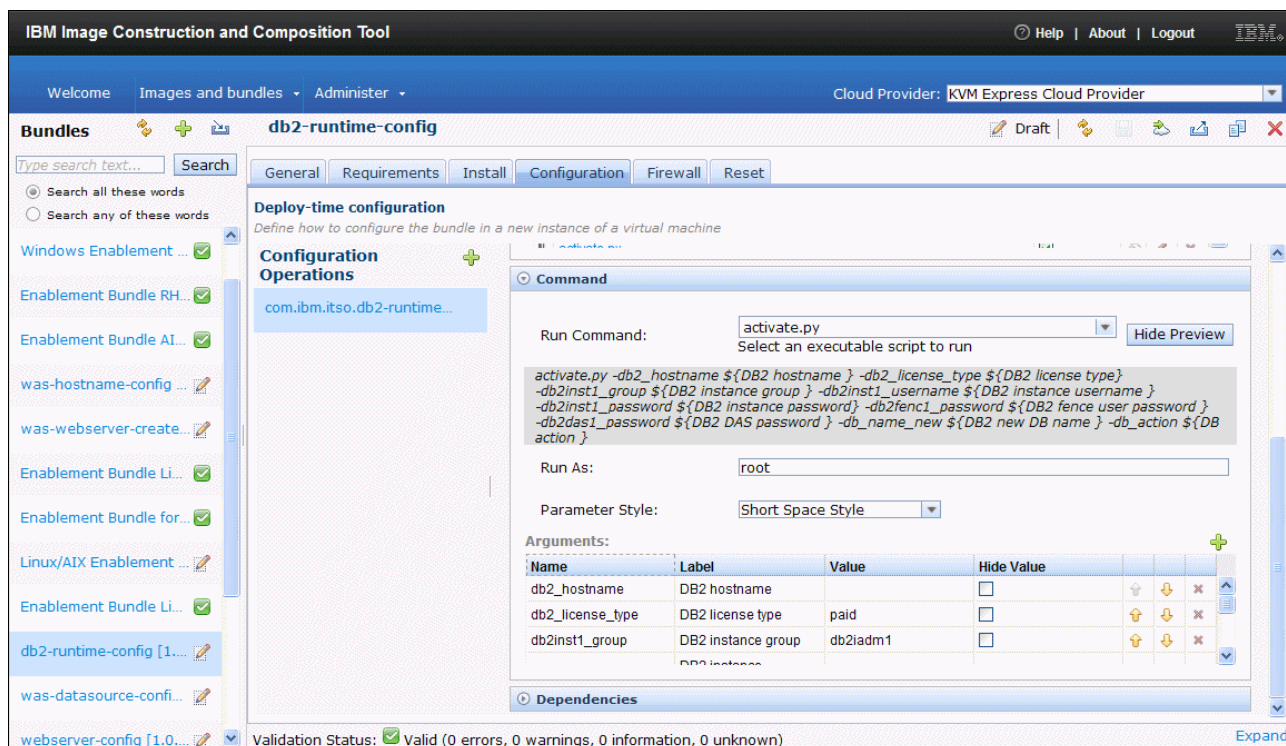 IBM Image Construction and Composition Tool
Help | About | Logout
IBM®
Welcome Images and bundles Administer
Cloud Provider: KVM Express Cloud Provider
Bundles
db2-runtime-config
Draft
Type search text... Search
Search all these words
Search any of these words
General Requirements Install Configuration Firewall Reset
Deploy-time configuration
Define how to configure the bundle in a new instance of a virtual machine
Windows Enablement ...
Enablement Bundle RH...
Enablement Bundle AI...
was-hostname-config ...
was-webserver-create...
Enablement Bundle Li...
Enablement Bundle for...
Linux/AIX Enablement ...
Enablement Bundle Li...
db2-runtime-config [1....
was-datasource-confi...
webserver-config [1.0....
Configuration
Operations
com.ibm.itso.db2-runtime...
activate.py
Command
Run Command: activate.py
Hide Preview
Select an executable script to run
activate.py -db2_hostname ${DB2 hostname } -db2_license_type ${DB2 license type}
-db2inst1_group ${DB2 instance group } -db2inst1_username ${DB2 instance username }
-db2inst1_password ${DB2 instance password} -db2fenc1_password ${DB2 fence user password }
-db2das1_password ${DB2 DAS password } -db_name_new ${DB2 new DB name } -db_action ${DB
action }
Run As: root
Parameter Style: Short Space Style
Arguments:
Name Label Value Hide Value
db2_hostname DB2 hostname
db2_license_type DB2 license type paid
db2inst1_group DB2 instance group db2iadm1
DB2 instance
Dependencies
Validation Status: Valid (0 errors, 0 warnings, 0 information, 0 unknown)
Expand